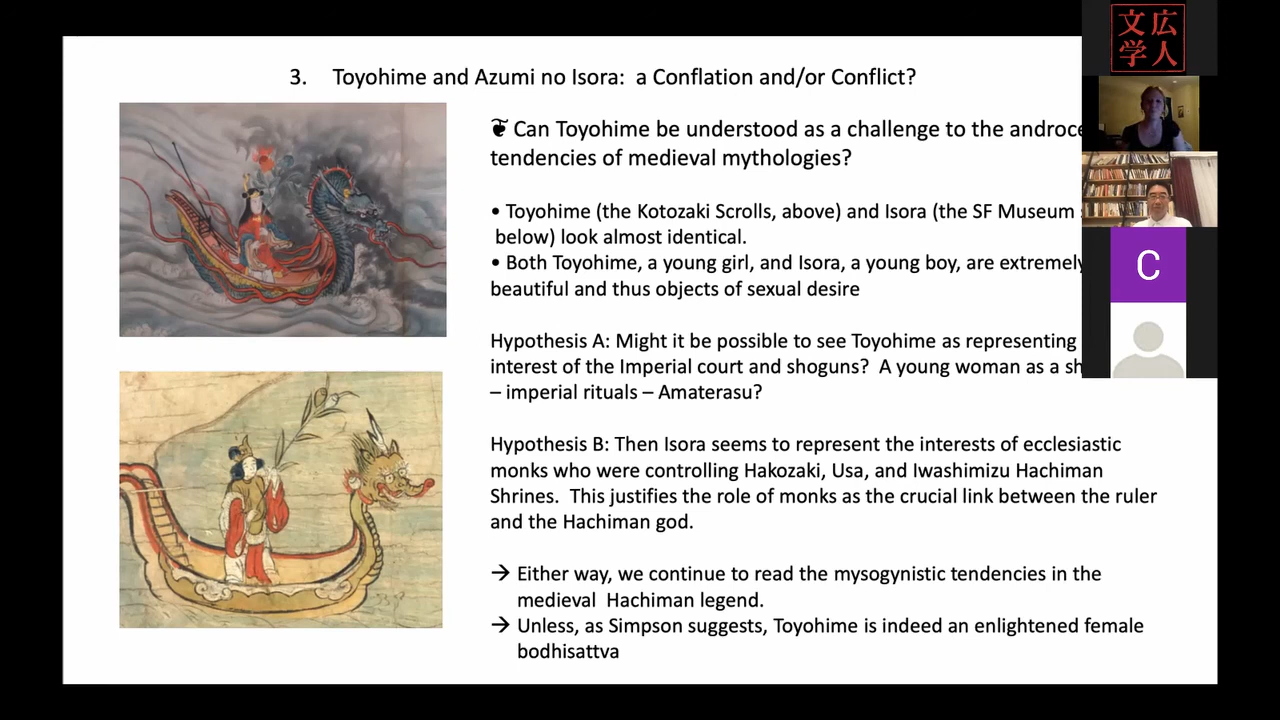 3. Toyohime and Azumi no Isora: a Conflation and/or Conflict?
❦ Can Toyohime be understood as a challenge to the
tendencies of medieval mythologies?
• Toyohime (the Kotozaki Scrolls, above) and Isora (the SF Museum
below) look almost identical.
• Both Toyohime, a young girl, and Isora, a young boy, are extremely
beautiful and thus objects of sexual desire
Hypothesis A: Might it be possible to see Toyohime as representing
interest of the Imperial court and shoguns? A young woman as a
– imperial rituals – Amaterasu?
Hypothesis B: Then Isora seems to represent the interests of ecclesiastic
monks who were controlling Hakozaki, Usa, and Iwashimizu Hachiman
Shrines. This justifies the role of monks as the crucial link between the ruler
and the Hachiman god.
→ Either way, we continue to read the mysogynistic tendencies in the
medieval Hachiman legend.
→ Unless, as Simpson suggests, Toyohime is indeed an enlightened female
bodhisattva
文広
学人
C